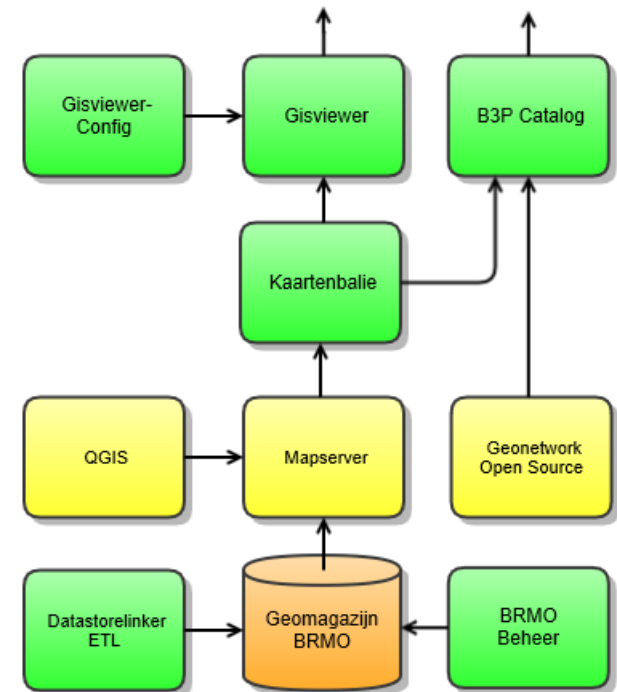 Gisviewer-
Config
Gisviewer
B3P Catalog
Kaartenbalie
QGIS
Mapserver
Geonetwork
Open Source
Datastorelinker
ETL
Geomagazijn
BRMO
BRMO
Beheer